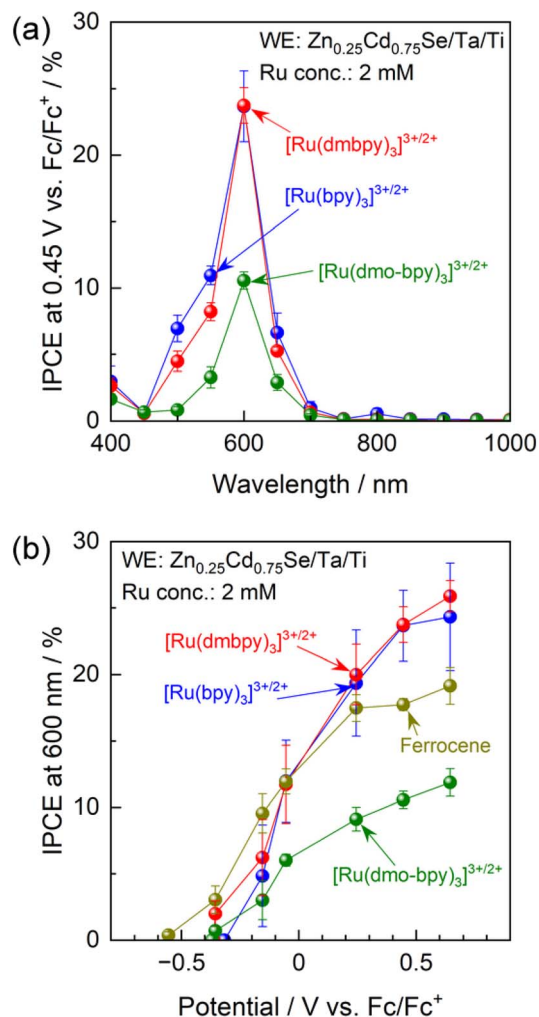 (a)
WE: Zn0.25Cd0.75Se/Ta/Ti
Ru conc.: 2 mM
[Ru(dmbpy)3]3+/2+
[Ru(bpy)3]3+/2+
[Ru(dmo-bpy)3]3+/2+
IPCE at 0.45 V vs. Fc/Fc+ / %
30
20
10
0
400
500
600
700
800
900
1000
Wavelength / nm
(b)
WE: Zn0.25Cd0.75Se/Ta/Ti
Ru conc.: 2 mM
[Ru(dmbpy)3]3+/2+
[Ru(bpy)3]3+/2+
Ferrocene
[Ru(dmo-bpy)3]3+/2+
IPCE at 600 nm / %
30
20
10
0
−0.5
0
0.5
Potential / V vs. Fc/Fc+